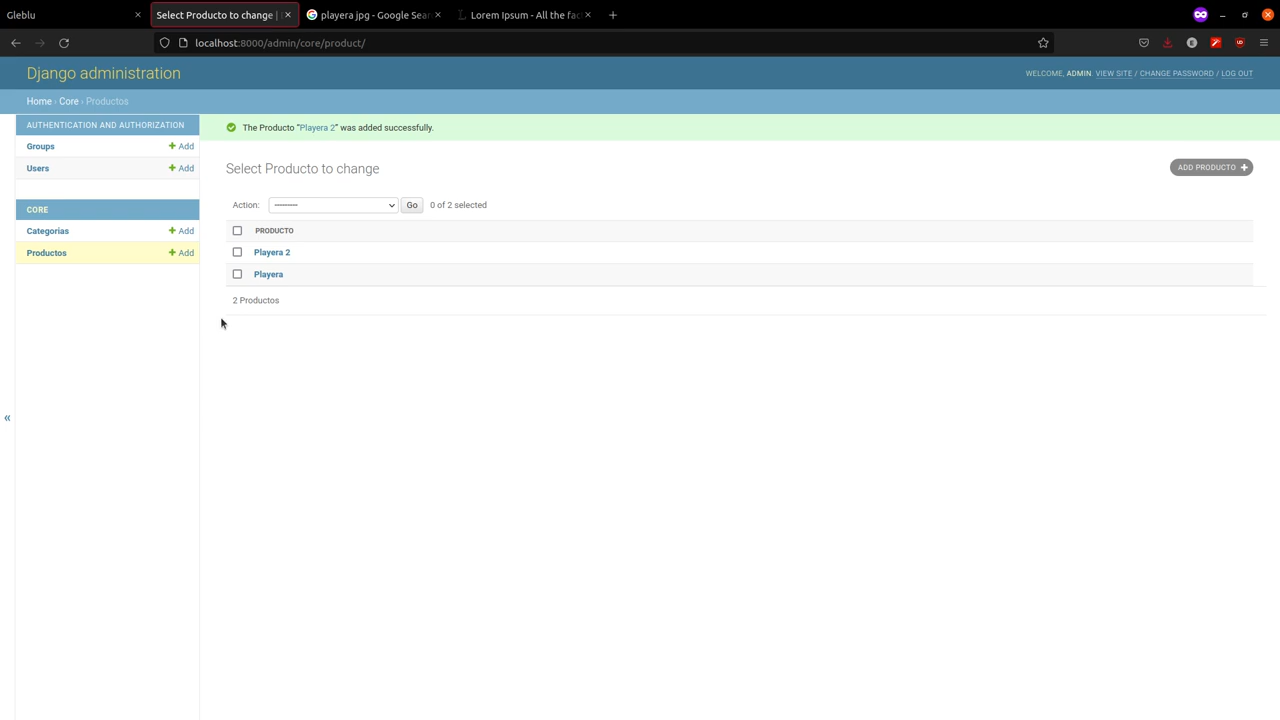 Gleblu
Select Producto to change |
playera jpg - Google Sear
Lorem Ipsum - All the fac
localhost:8000/admin/core/product/
Django administration
WELCOME, ADMIN. VIEW SITE / CHANGE PASSWORD / LOG OUT
Home › Core › Productos
AUTHENTICATION AND AUTHORIZATION
Groups + Add
Users + Add
CORE
Categorias + Add
Productos + Add
«
The Producto “Playera 2” was added successfully.
Select Producto to change
ADD PRODUCTO +
Action: --------- Go 0 of 2 selected
PRODUCTO
Playera 2
Playera
2 Productos